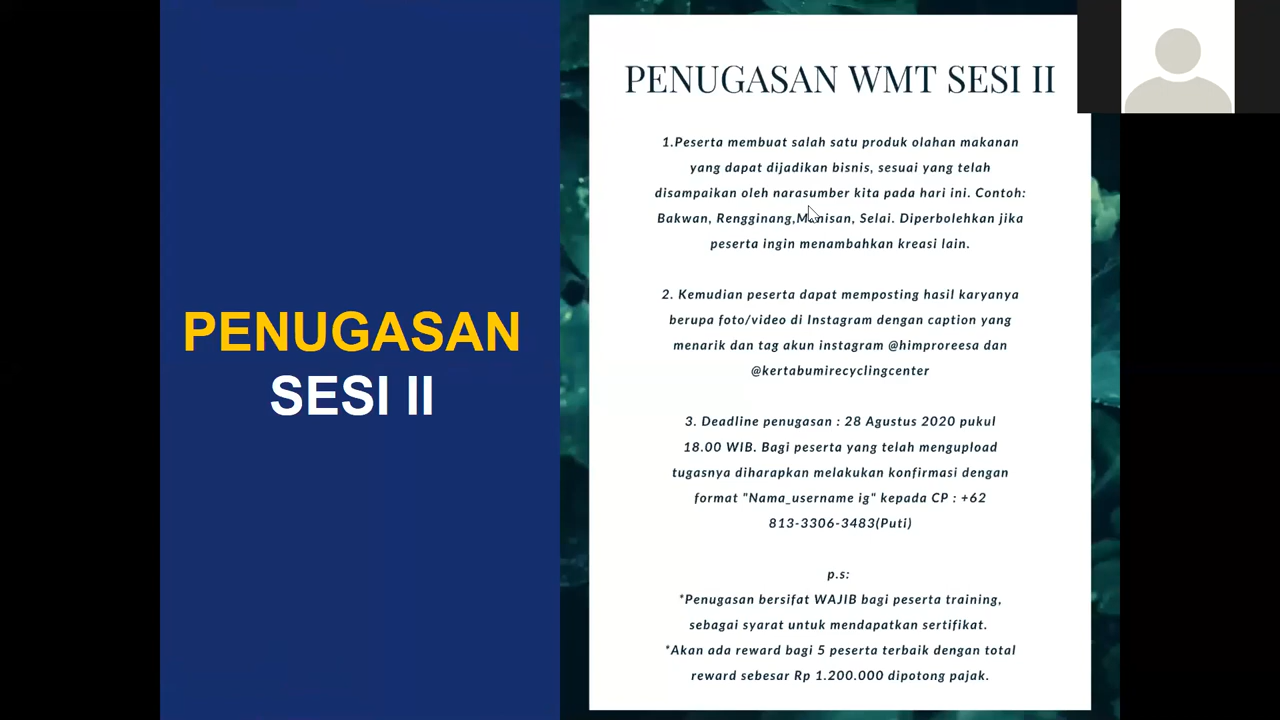 PENUGASAN
SESI II
PENUGASAN WMT SESI II
1.Peserta membuat salah satu produk olahan makanan
yang dapat dijadikan bisnis, sesuai yang telah
disampaikan oleh narasumber kita pada hari ini. Contoh:
Bakwan, Rengginang,Manisan, Selai. Diperbolehkan jika
peserta ingin menambahkan kreasi lain.
2. Kemudian peserta dapat memposting hasil karyanya
berupa foto/video di Instagram dengan caption yang
menarik dan tag akun instagram @himproreesa dan
@kertabumirecyclingcenter
3. Deadline penugasan : 28 Agustus 2020 pukul
18.00 WIB. Bagi peserta yang telah mengupload
tugasnya diharapkan melakukan konfirmasi dengan
format "Nama_username ig" kepada CP : +62
813-3306-3483(Puti)
p.s:
*Penugasan bersifat WAJIB bagi peserta training,
sebagai syarat untuk mendapatkan sertifikat.
*Akan ada reward bagi 5 peserta terbaik dengan total
reward sebesar Rp 1.200.000 dipotong pajak.